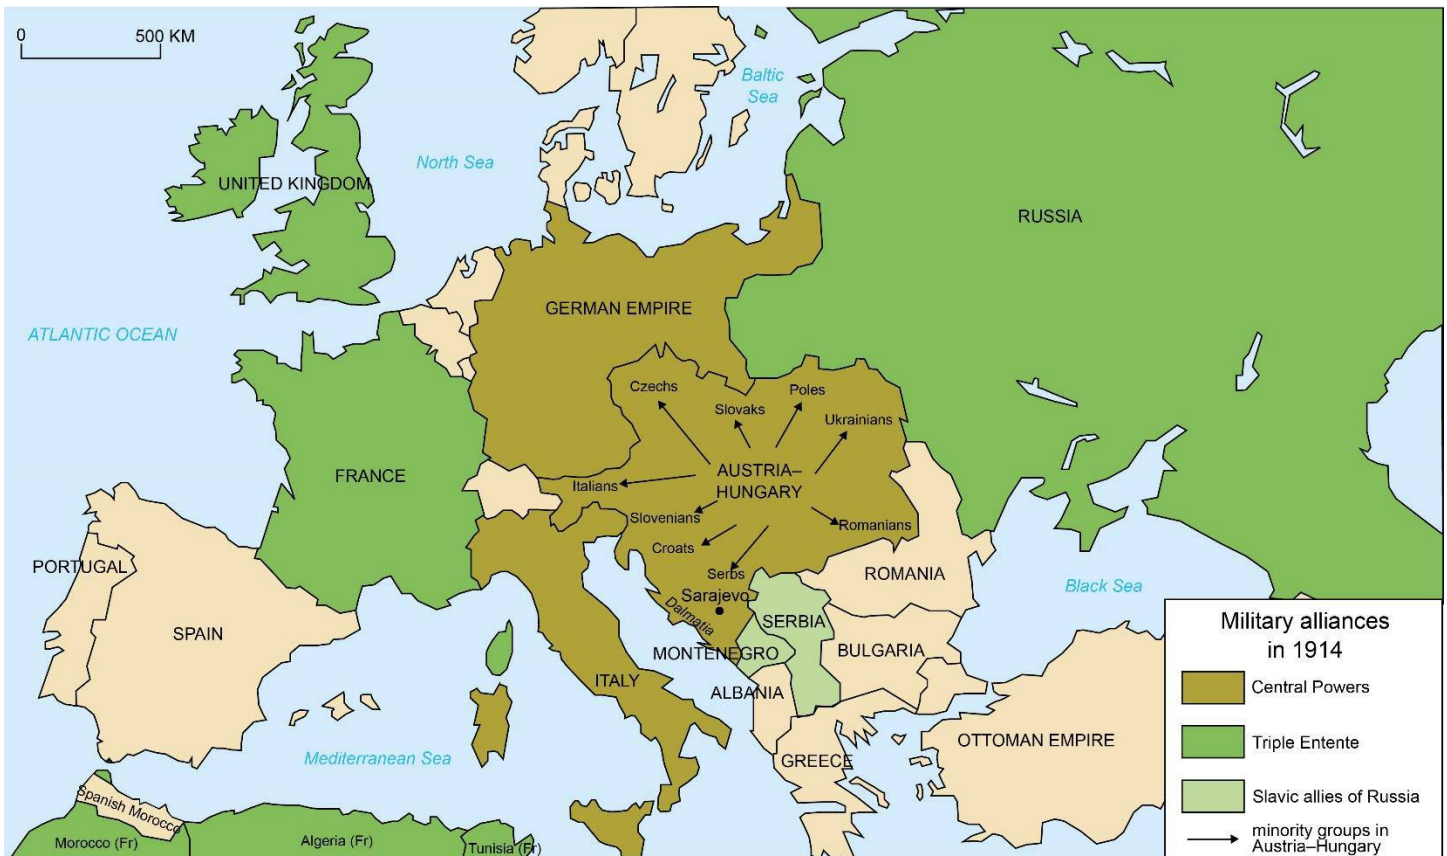 0 500 KM
Baltic
Sea
North Sea
UNITED KINGDOM
RUSSIA
GERMAN EMPIRE
ATLANTIC OCEAN
Czechs
Poles
Slovaks
Ukrainians
FRANCE
AUSTRIA–
HUNGARY
Italians
Slovenians
Romanians
Croats
PORTUGAL
Serbs
ROMANIA
Black Sea
Sarajevo
Dalmatia
SERBIA
SPAIN
MONTENEGRO
BULGARIA
ITALY
ALBANIA
OTTOMAN EMPIRE
Mediterranean Sea
GREECE
Spanish Morocco
Morocco (Fr)
Algeria (Fr)
Tunisia (Fr)
Military alliances
in 1914
Central Powers
Triple Entente
Slavic allies of Russia
minority groups in
Austria–Hungary